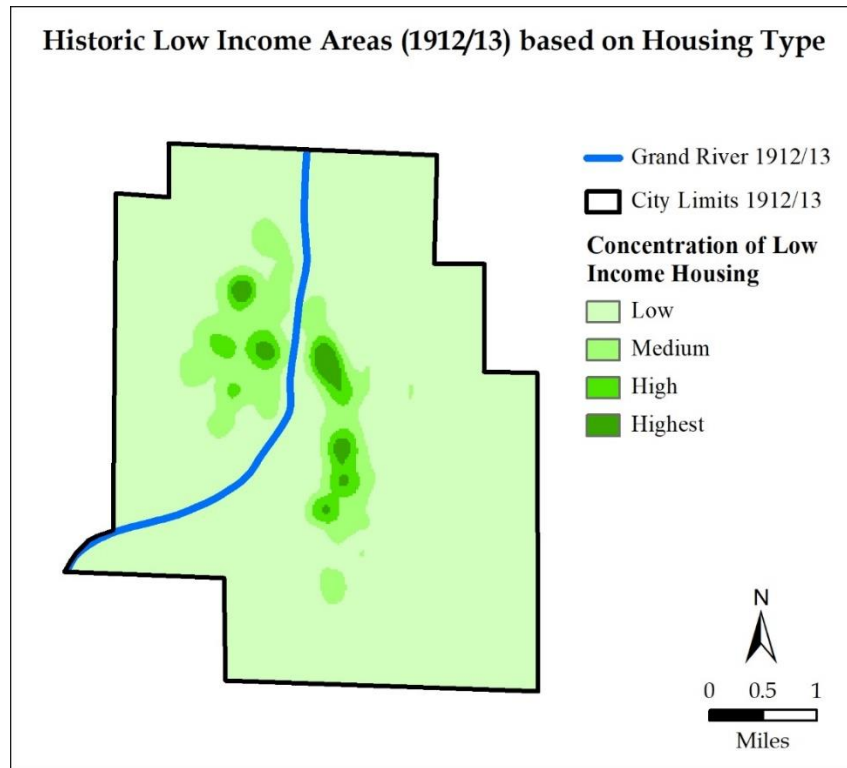 Historic Low Income Areas (1912/13) based on Housing Type
Grand River 1912/13
City Limits 1912/13
Concentration of Low
Income Housing
Low
Medium
High
Highest
N
0 0.5 1
Miles